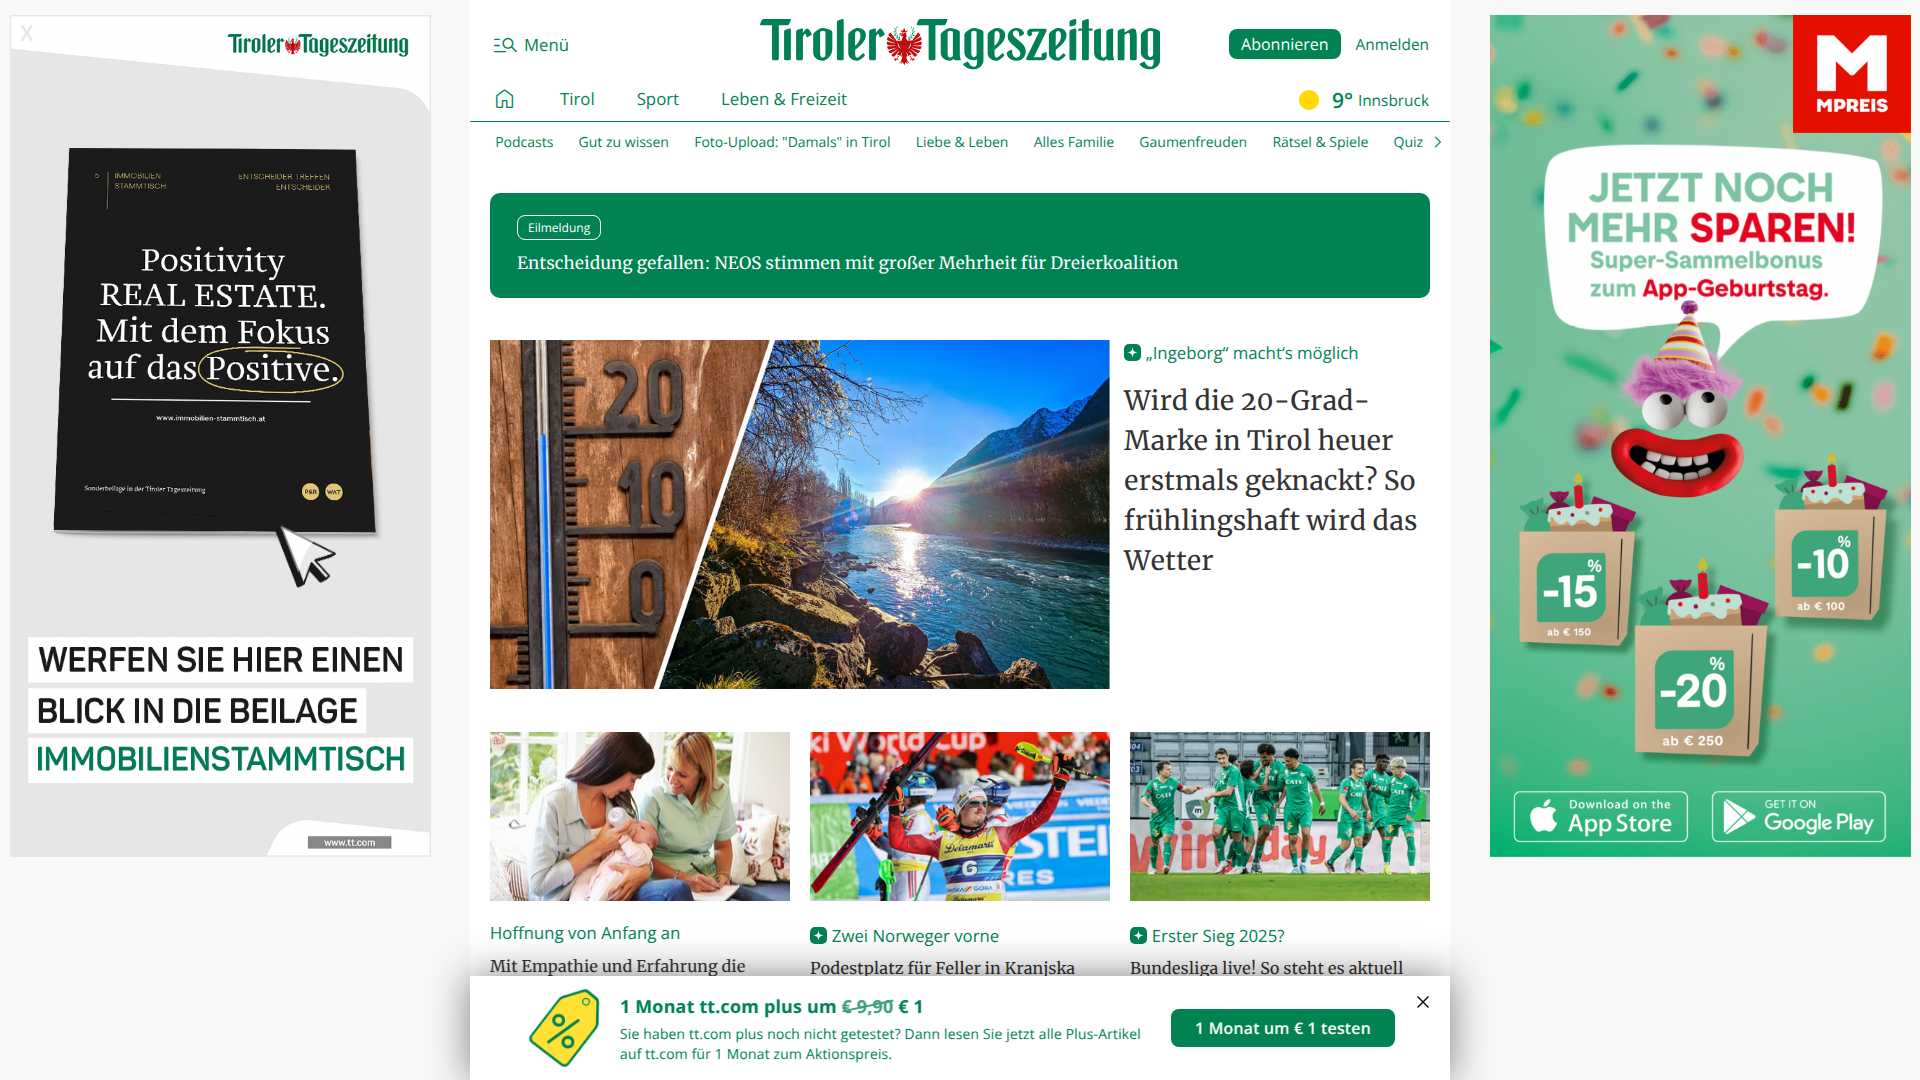 X
Tiroler Tageszeitung
IMMOBILIEN
STAMMTISCH
ENTSCHEIDER TREFFEN
ENTSCHEIDER
Positivity
REAL ESTATE.
Mit dem Fokus
auf das Positive.
www.immobilien-stammtisch.at
Sonderbeilage in der Tiroler Tageszeitung
P&R WAT
WERFEN SIE HIER EINEN
BLICK IN DIE BEILAGE
IMMOBILIENSTAMMTISCH
www.tt.com
Menü
Tiroler Tageszeitung
Abonnieren
Anmelden
Tirol
Sport
Leben & Freizeit
9° Innsbruck
Podcasts
Gut zu wissen
Foto-Upload: "Damals" in Tirol
Liebe & Leben
Alles Familie
Gaumenfreuden
Rätsel & Spiele
Quiz
Eilmeldung
Entscheidung gefallen: NEOS stimmen mit großer Mehrheit für Dreierkoalition
20
10
0
„Ingeborg“ macht’s möglich
Wird die 20-Grad-
Marke in Tirol heuer
erstmals geknackt? So
frühlingshaft wird das
Wetter
ki World Cup
Delamaris
6
STEI
RES
Hoffnung von Anfang an
Mit Empathie und Erfahrung die
Zwei Norweger vorne
Podestplatz für Feller in Kranjska
Erster Sieg 2025?
Bundesliga live! So steht es aktuell
1 Monat tt.com plus um € 9,90 € 1
Sie haben tt.com plus noch nicht getestet? Dann lesen Sie jetzt alle Plus-Artikel
auf tt.com für 1 Monat zum Aktionspreis.
1 Monat um € 1 testen
M
MPREIS
JETZT NOCH
MEHR SPAREN!
Super-Sammelbonus
zum App-Geburtstag.
-15 %
ab € 150
-10 %
ab € 100
-20 %
ab € 250
Download on the
App Store
GET IT ON
Google Play